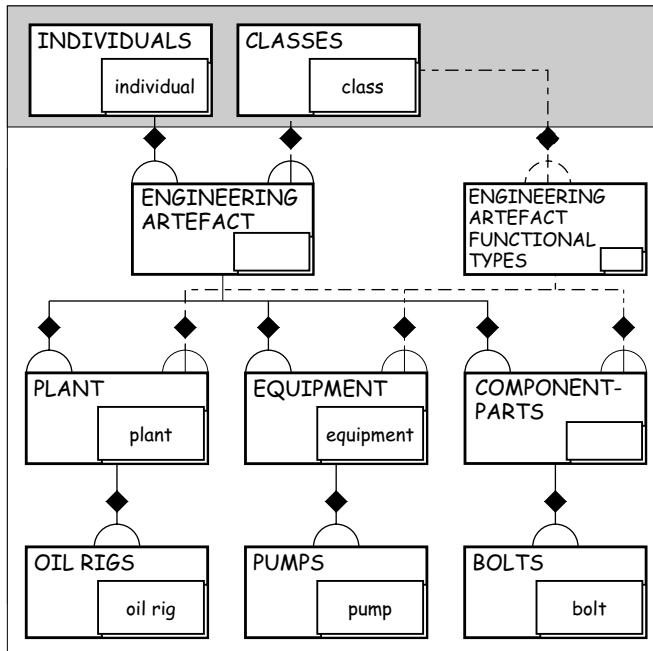 INDIVIDUALS
individual
CLASSES
class
ENGINEERING
ARTEFACT
ENGINEERING
ARTEFACT
FUNCTIONAL
TYPES
PLANT
plant
EQUIPMENT
equipment
COMPONENT-
PARTS
OIL RIGS
oil rig
PUMPS
pump
BOLTS
bolt